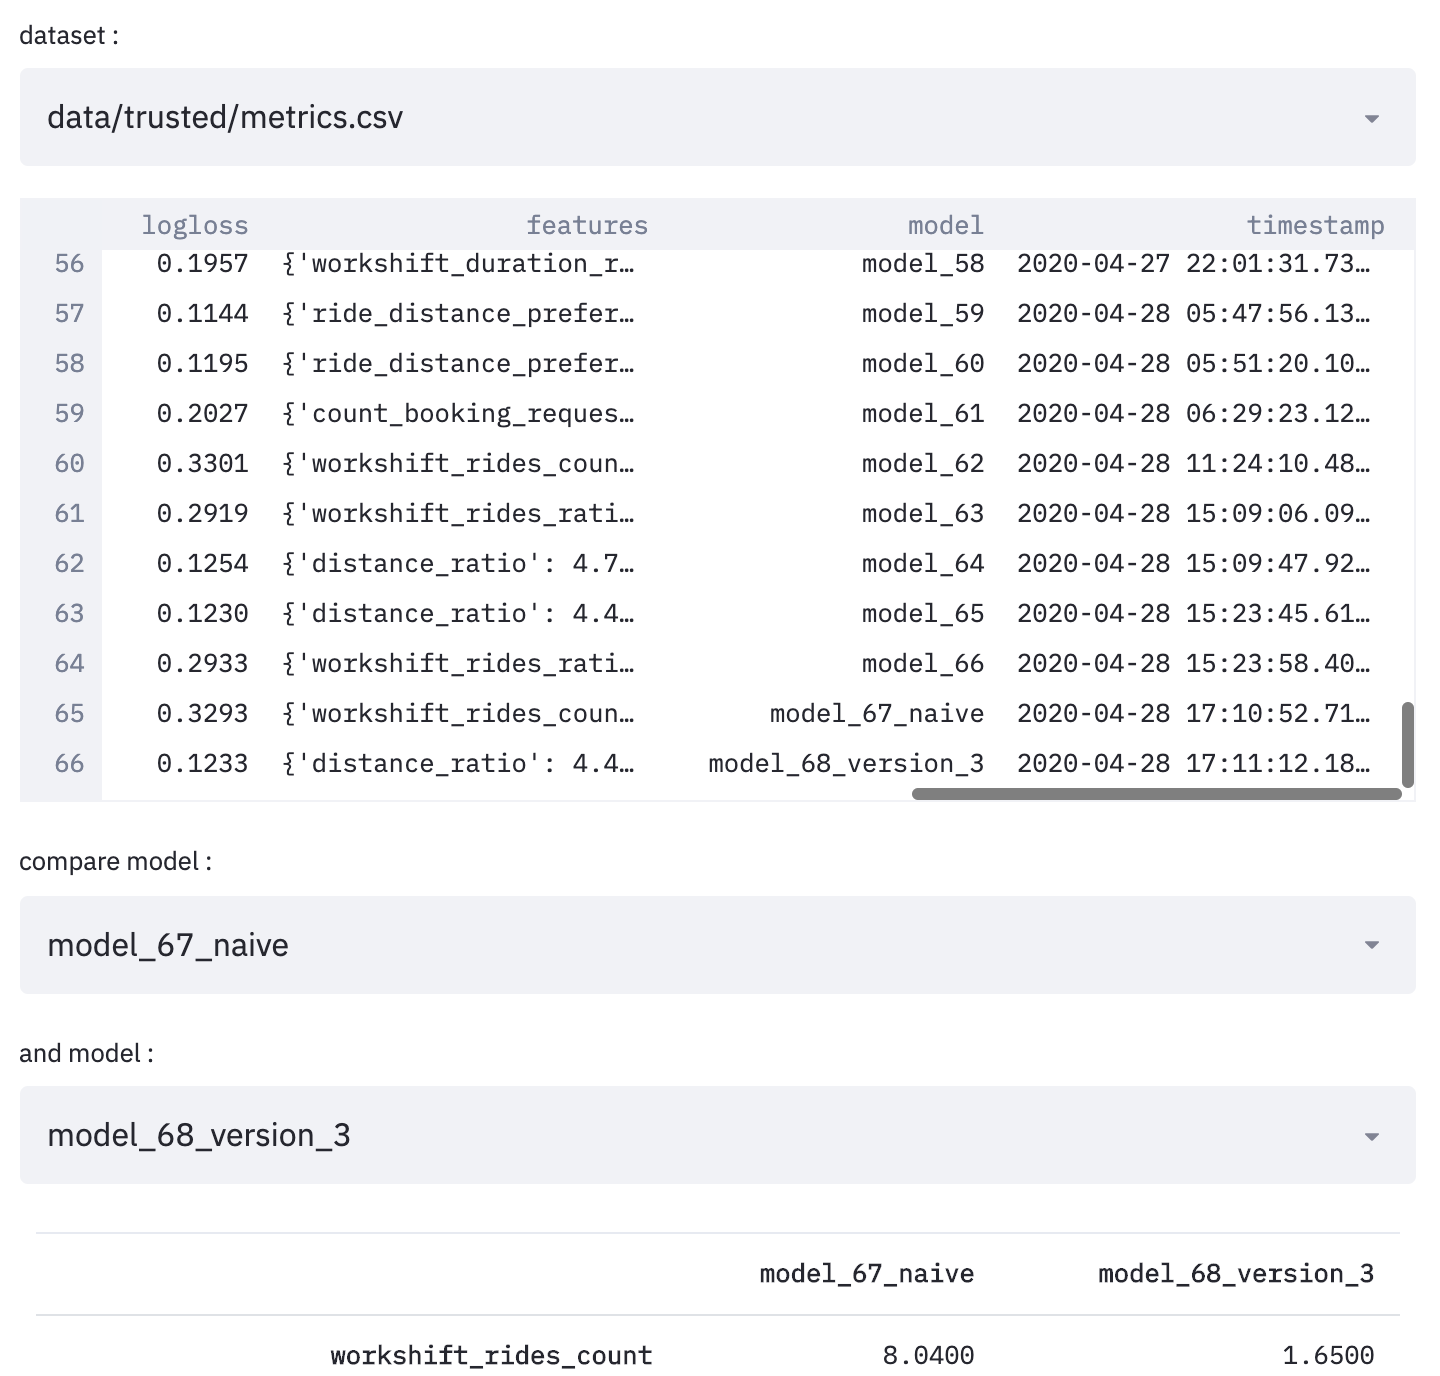 dataset :
data/trusted/metrics.csv
logloss features model timestamp
56 0.1957 {'workshift_duration_r… model_58 2020-04-27 22:01:31.73…
57 0.1144 {'ride_distance_prefer… model_59 2020-04-28 05:47:56.13…
58 0.1195 {'ride_distance_prefer… model_60 2020-04-28 05:51:20.10…
59 0.2027 {'count_booking_reques… model_61 2020-04-28 06:29:23.12…
60 0.3301 {'workshift_rides_coun… model_62 2020-04-28 11:24:10.48…
61 0.2919 {'workshift_rides_rati… model_63 2020-04-28 15:09:06.09…
62 0.1254 {'distance_ratio': 4.7… model_64 2020-04-28 15:09:47.92…
63 0.1230 {'distance_ratio': 4.4… model_65 2020-04-28 15:23:45.61…
64 0.2933 {'workshift_rides_rati… model_66 2020-04-28 15:23:58.40…
65 0.3293 {'workshift_rides_coun… model_67_naive 2020-04-28 17:10:52.71…
66 0.1233 {'distance_ratio': 4.4… model_68_version_3 2020-04-28 17:11:12.18…
compare model :
model_67_naive
and model :
model_68_version_3
model_67_naive model_68_version_3
workshift_rides_count 8.0400 1.6500